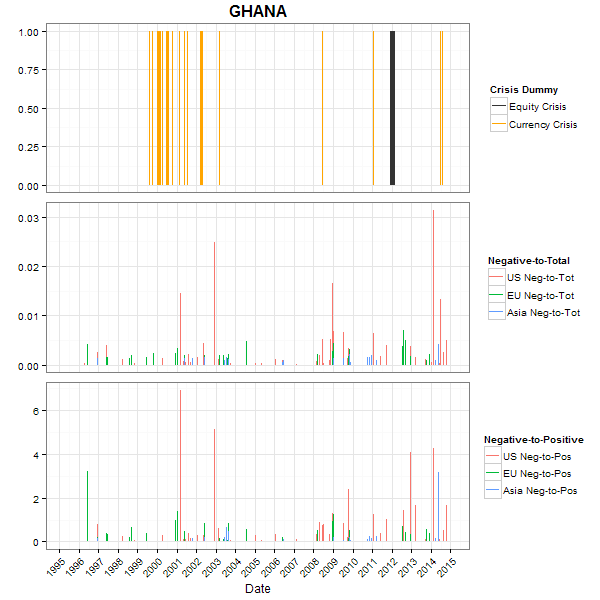 GHANA
1.00
0.75
0.50
0.25
0.00
Crisis Dummy
Equity Crisis
Currency Crisis
0.03
0.02
0.01
0.00
Negative-to-Total
US Neg-to-Tot
EU Neg-to-Tot
Asia Neg-to-Tot
6
4
2
0
Negative-to-Positive
US Neg-to-Pos
EU Neg-to-Pos
Asia Neg-to-Pos
1995 1996 1997 1998 1999 2000 2001 2002 2003 2004 2005 2006 2007 2008 2009 2010 2011 2012 2013 2014 2015
Date